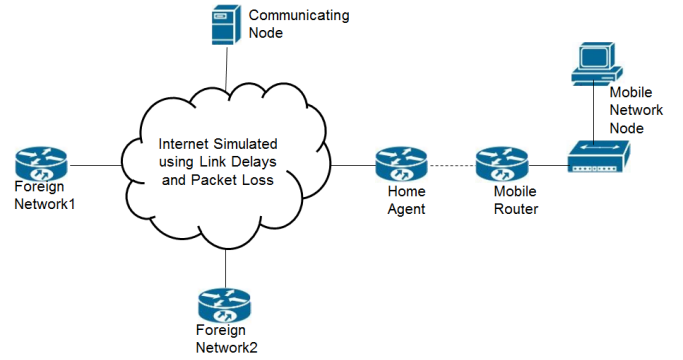 Communicating
Node
Internet Simulated
using Link Delays
and Packet Loss
Foreign
Network1
Home
Agent
Mobile
Router
Mobile
Network
Node
Foreign
Network2